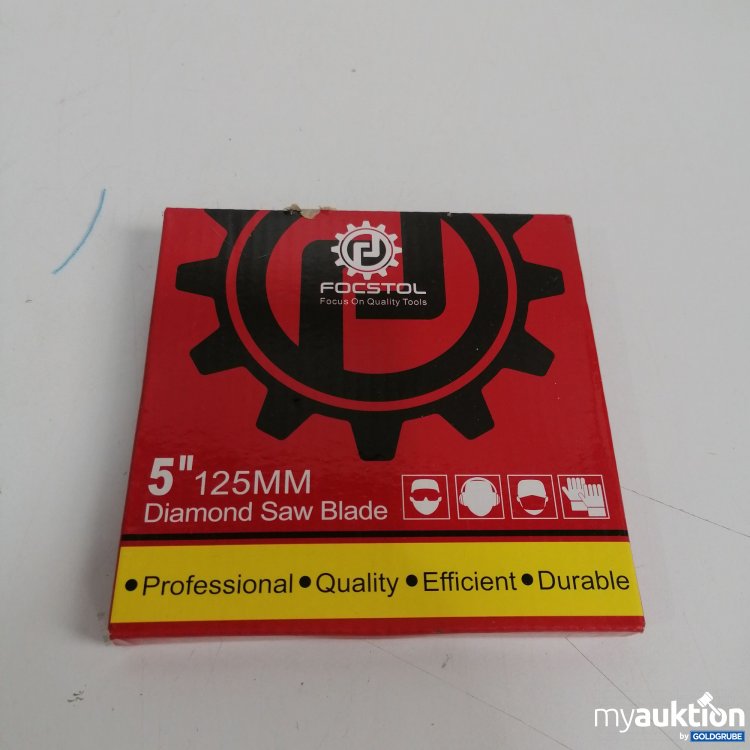 FOCSTOL
Focus On Quality Tools
5" 125MM
Diamond Saw Blade
•Professional •Quality •Efficient •Durable
myauktion
by GOLDGRUBE